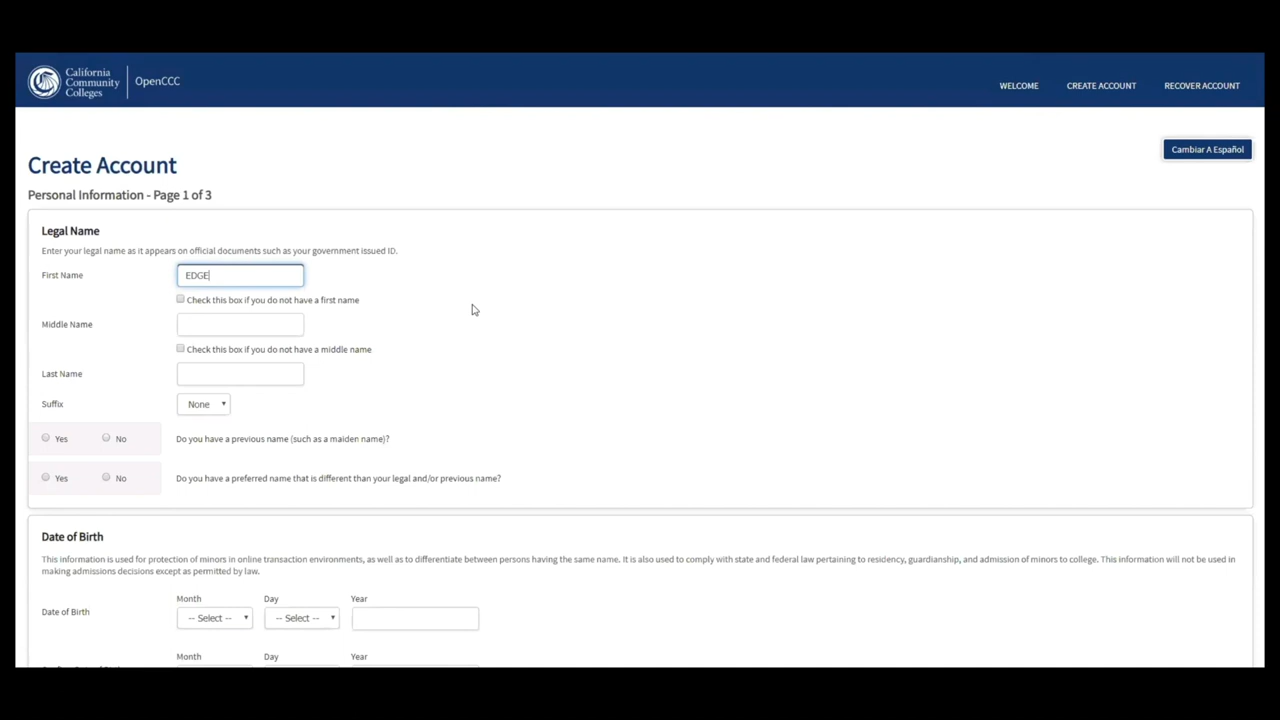 California
Community
Colleges
OpenCCC
WELCOME CREATE ACCOUNT RECOVER ACCOUNT
Cambiar A Español
Create Account
Personal Information - Page 1 of 3
Legal Name
Enter your legal name as it appears on official documents such as your government issued ID.
First Name EDGE
Check this box if you do not have a first name
Middle Name
Check this box if you do not have a middle name
Last Name
Suffix None
Yes No Do you have a previous name (such as a maiden name)?
Yes No Do you have a preferred name that is different than your legal and/or previous name?
Date of Birth
This information is used for protection of minors in online transaction environments, as well as to differentiate between persons having the same name. It is also used to comply with state and federal law pertaining to residency, guardianship, and admission of minors to college. This information will not be used in
making admissions decisions except as permitted by law.
Month Day Year
Date of Birth -- Select -- -- Select --
Month Day Year